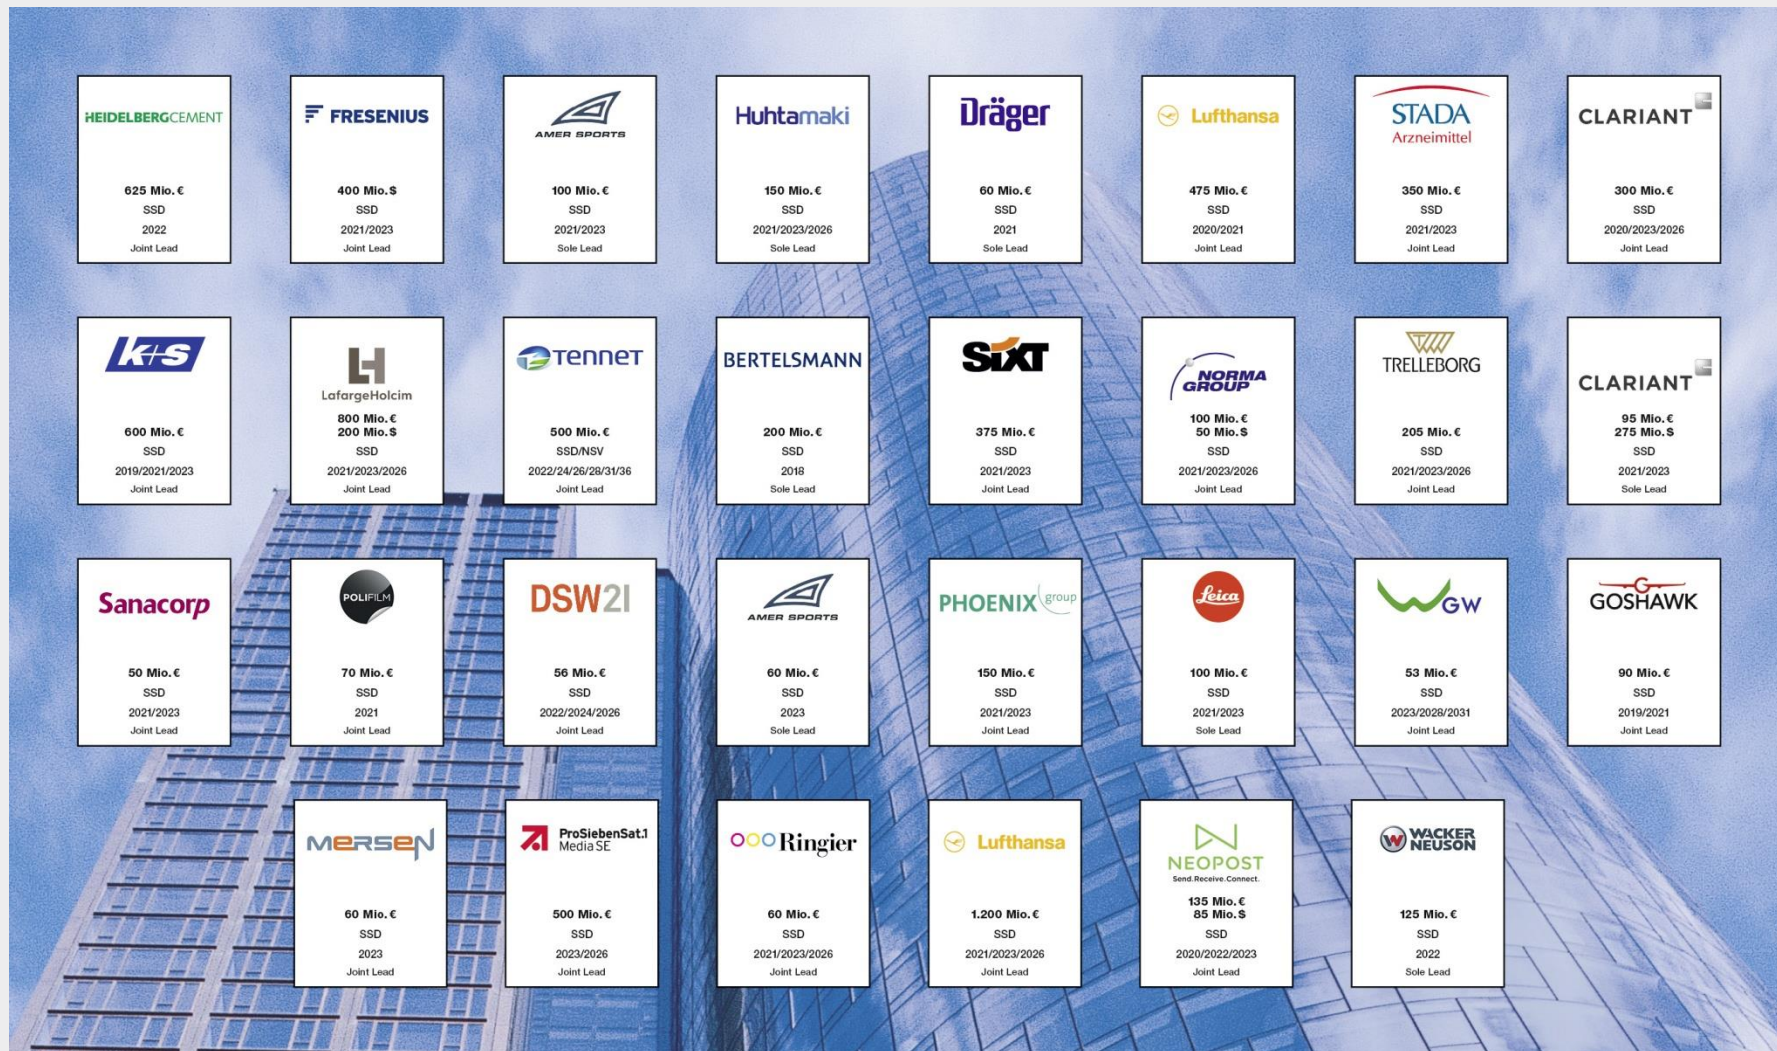 HEIDELBERGCEMENT
625 Mio. €
SSD
2022
Joint Lead
FRESENIUS
400 Mio. $
SSD
2021/2023
Joint Lead
AMER SPORTS
100 Mio. €
SSD
2021/2023
Sole Lead
Huhtamaki
150 Mio. €
SSD
2021/2023/2026
Sole Lead
Dräger
60 Mio. €
SSD
2021
Sole Lead
Lufthansa
475 Mio. €
SSD
2020/2021
Joint Lead
STADA
Arzneimittel
350 Mio. €
SSD
2021/2023
Joint Lead
CLARIANT
300 Mio. €
SSD
2020/2023/2026
Joint Lead
K+S
600 Mio. €
SSD
2019/2021/2023
Joint Lead
LH
LafargeHolcim
800 Mio. €
200 Mio. $
SSD
2021/2023/2026
Joint Lead
TenneT
500 Mio. €
SSD/NSV
2022/24/26/28/31/36
Joint Lead
BERTELSMANN
200 Mio. €
SSD
2018
Sole Lead
SIXT
375 Mio. €
SSD
2021/2023
Joint Lead
NORMA
GROUP
100 Mio. €
50 Mio. $
SSD
2021/2023/2026
Joint Lead
TRELLEBORG
205 Mio. €
SSD
2021/2023/2026
Joint Lead
CLARIANT
95 Mio. €
275 Mio. $
SSD
2021/2023
Sole Lead
Sanacorp
50 Mio. €
SSD
2021/2023
Joint Lead
POLIFILM
70 Mio. €
SSD
2021
Joint Lead
DSW21
56 Mio. €
SSD
2022/2024/2026
Joint Lead
AMER SPORTS
60 Mio. €
SSD
2023
Sole Lead
PHOENIX group
150 Mio. €
SSD
2021/2023
Joint Lead
Leica
100 Mio. €
SSD
2021/2023
Sole Lead
GW
53 Mio. €
SSD
2023/2028/2031
Joint Lead
G
GOSHAWK
90 Mio. €
SSD
2019/2021
Joint Lead
MERSEN
60 Mio. €
SSD
2023
Joint Lead
ProSiebenSat.1
Media SE
500 Mio. €
SSD
2023/2026
Joint Lead
Ringier
60 Mio. €
SSD
2021/2023/2026
Joint Lead
Lufthansa
1.200 Mio. €
SSD
2021/2023/2026
Joint Lead
NEOPOST
Send.Receive.Connect.
135 Mio. €
85 Mio. $
SSD
2020/2022/2023
Joint Lead
W
WACKER
NEUSON
125 Mio. €
SSD
2022
Sole Lead